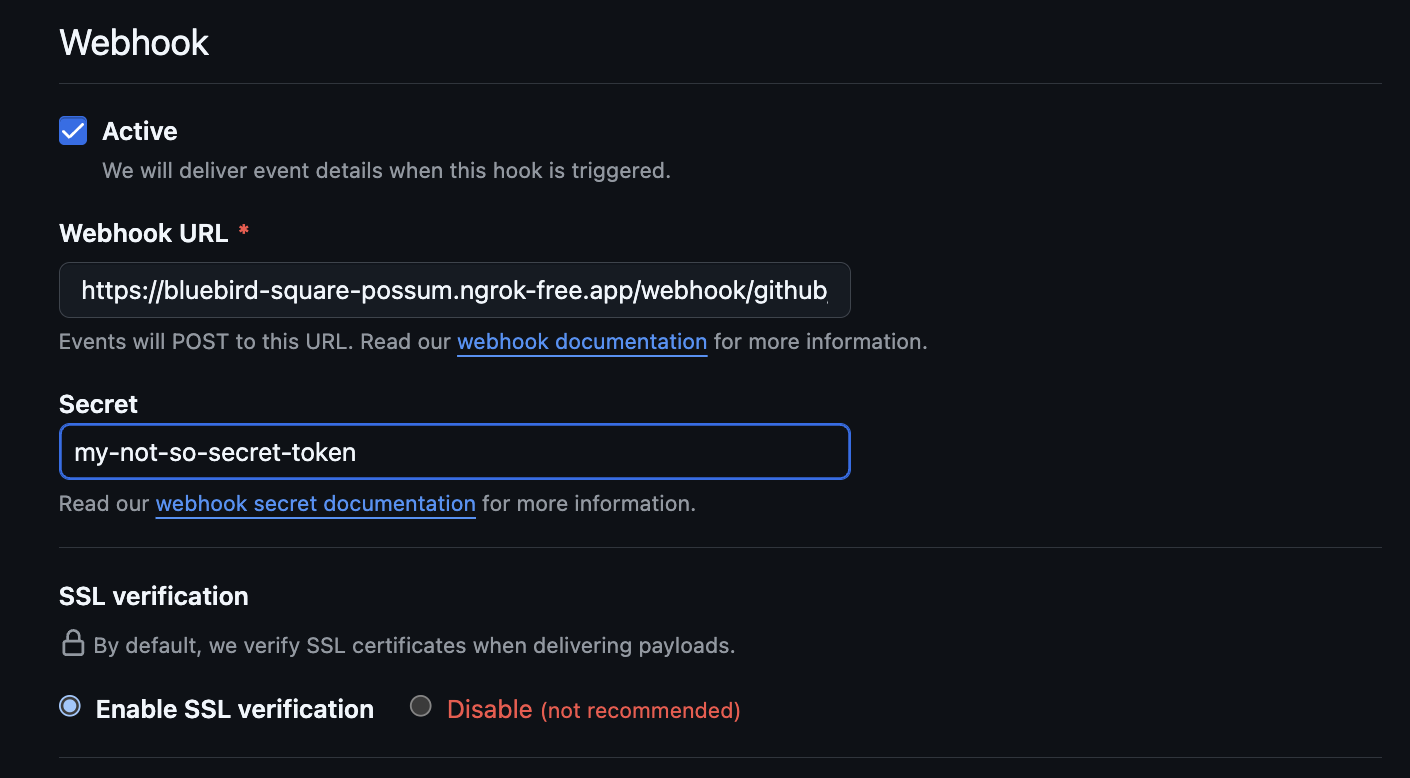 Webhook
Active
We will deliver event details when this hook is triggered.
Webhook URL *
https://bluebird-square-possum.ngrok-free.app/webhook/github
Events will POST to this URL. Read our webhook documentation for more information.
Secret
my-not-so-secret-token
Read our webhook secret documentation for more information.
SSL verification
By default, we verify SSL certificates when delivering payloads.
Enable SSL verification Disable (not recommended)